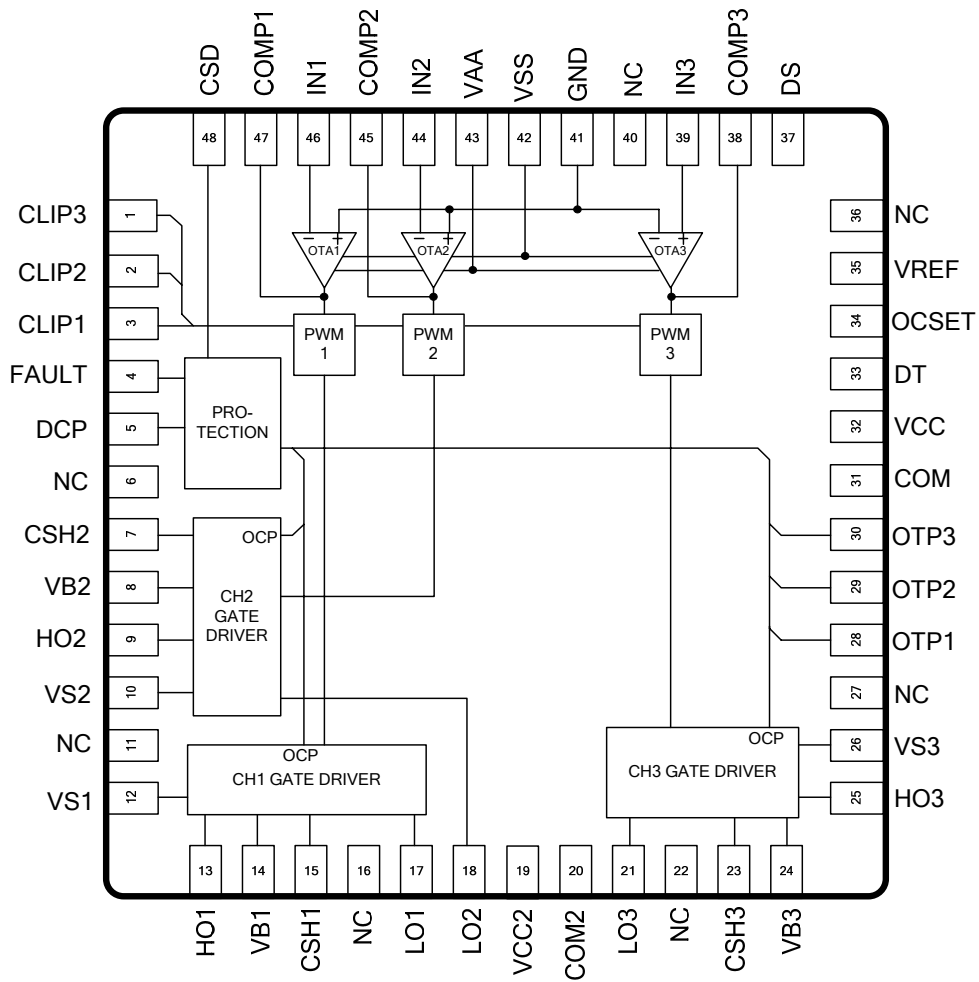 CSD
COMP1
IN1
COMP2
IN2
VAA
VSS
GND
NC
IN3
COMP3
DS
48
47
46
45
44
43
42
41
40
39
38
37
CLIP3
1
CLIP2
2
CLIP1
3
FAULT
4
DCP
5
NC
6
CSH2
7
VB2
8
HO2
9
VS2
10
NC
11
VS1
12
36
NC
35
VREF
34
OCSET
33
DT
32
VCC
31
COM
30
OTP3
29
OTP2
28
OTP1
27
NC
26
VS3
25
HO3
− +
OTA1
− +
OTA2
− +
OTA3
PWM
1
PWM
2
PWM
3
PRO-
TECTION
OCP
CH2
GATE
DRIVER
OCP
CH1 GATE DRIVER
OCP
CH3 GATE DRIVER
13
14
15
16
17
18
19
20
21
22
23
24
HO1
VB1
CSH1
NC
LO1
LO2
VCC2
COM2
LO3
NC
CSH3
VB3